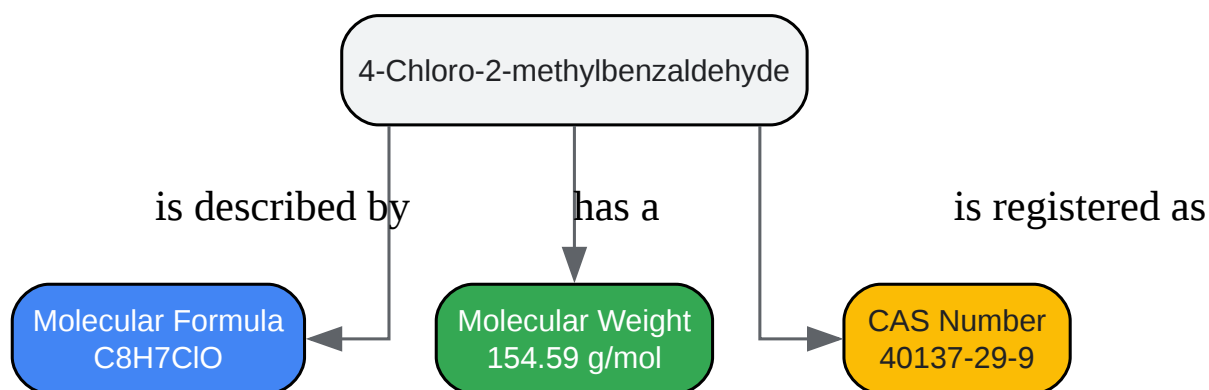 4-Chloro-2-methylbenzaldehyde
is described by
has a
is registered as
Molecular Formula
C8H7ClO
Molecular Weight
154.59 g/mol
CAS Number
40137-29-9